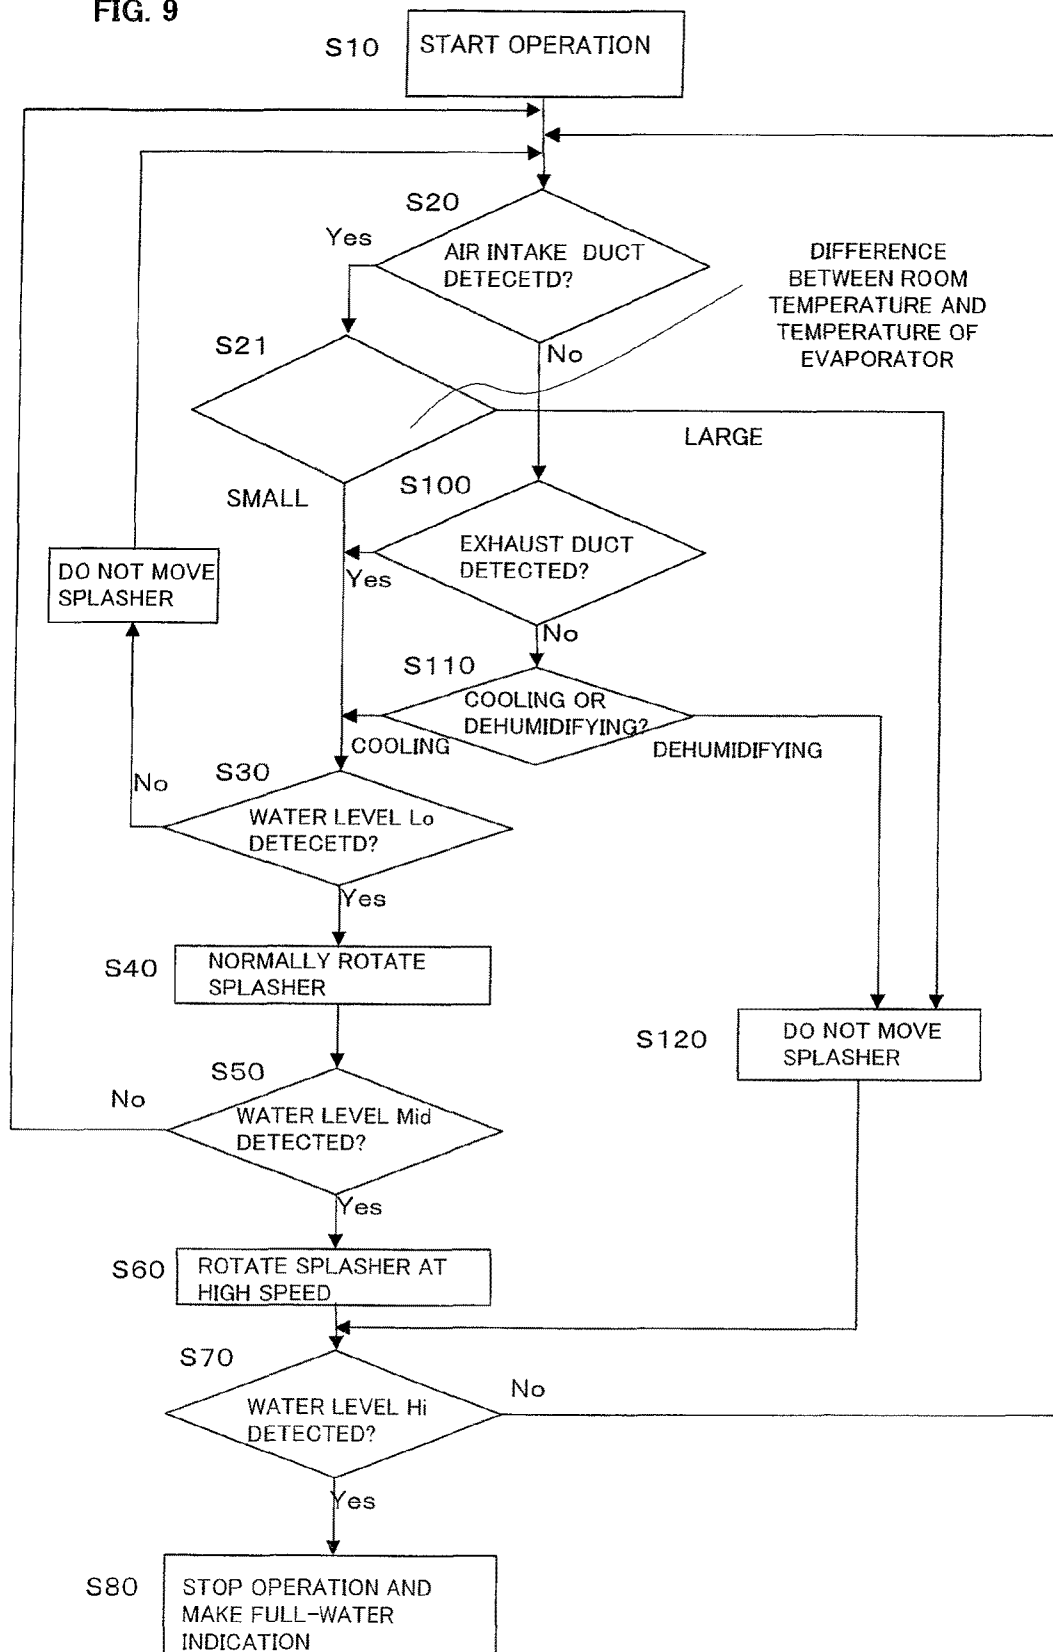 FIG. 9
S10
START OPERATION
S20
Yes
AIR INTAKE DUCT
DETECETD?
No
DIFFERENCE
BETWEEN ROOM
TEMPERATURE AND
TEMPERATURE OF
EVAPORATOR
S21
LARGE
SMALL
S100
EXHAUST DUCT
DETECTED?
Yes
No
DO NOT MOVE
SPLASHER
S110
COOLING OR
DEHUMIDIFYING?
COOLING
DEHUMIDIFYING
S30
No
WATER LEVEL Lo
DETECETD?
Yes
S40
NORMALLY ROTATE
SPLASHER
S120
DO NOT MOVE
SPLASHER
S50
No
WATER LEVEL Mid
DETECTED?
Yes
S60
ROTATE SPLASHER AT
HIGH SPEED
S70
No
WATER LEVEL Hi
DETECTED?
Yes
S80
STOP OPERATION AND
MAKE FULL-WATER
INDICATION